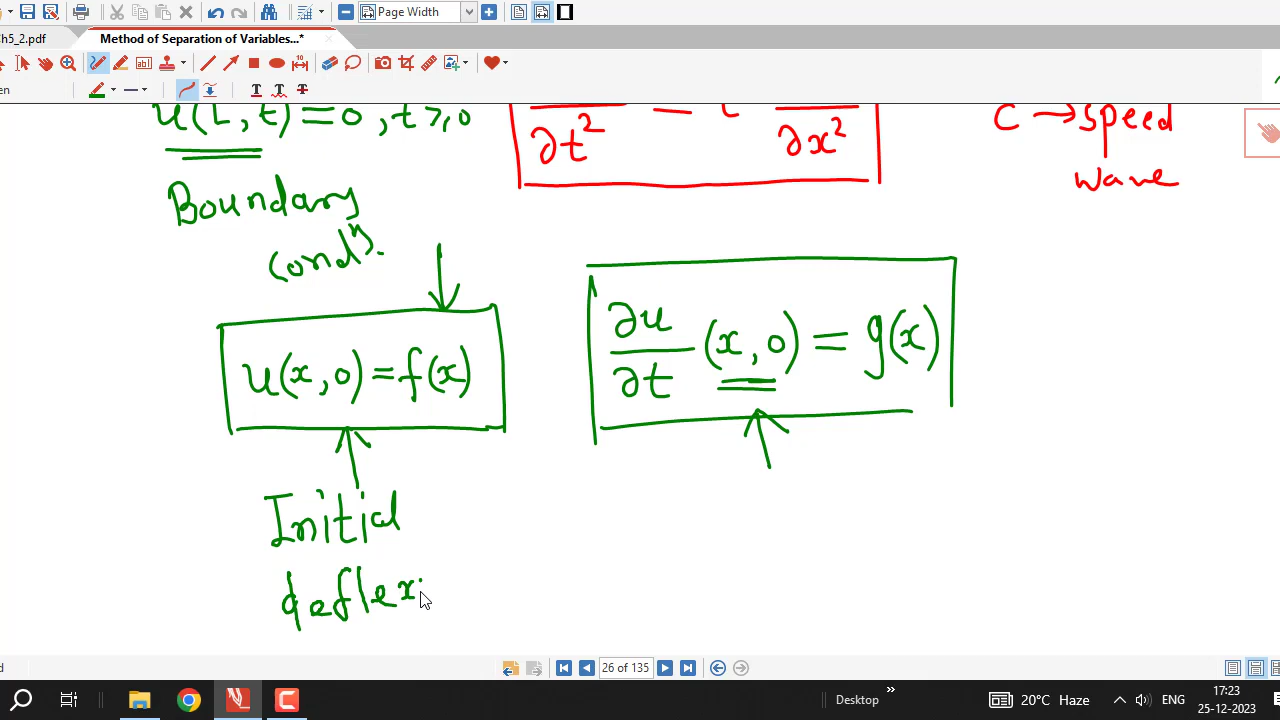 Page Width
Ch5_2.pdf
Method of Separation of Variables...*
u(L, t) = 0, t ≥ 0
∂t²
∂x²
C → speed
wave
Boundary
condⁿ.
u(x, 0) = f(x)
∂u/∂t (x, 0) = g(x)
Initial
deflex
26 of 135
Desktop
20°C Haze
ENG
17:23
25-12-2023